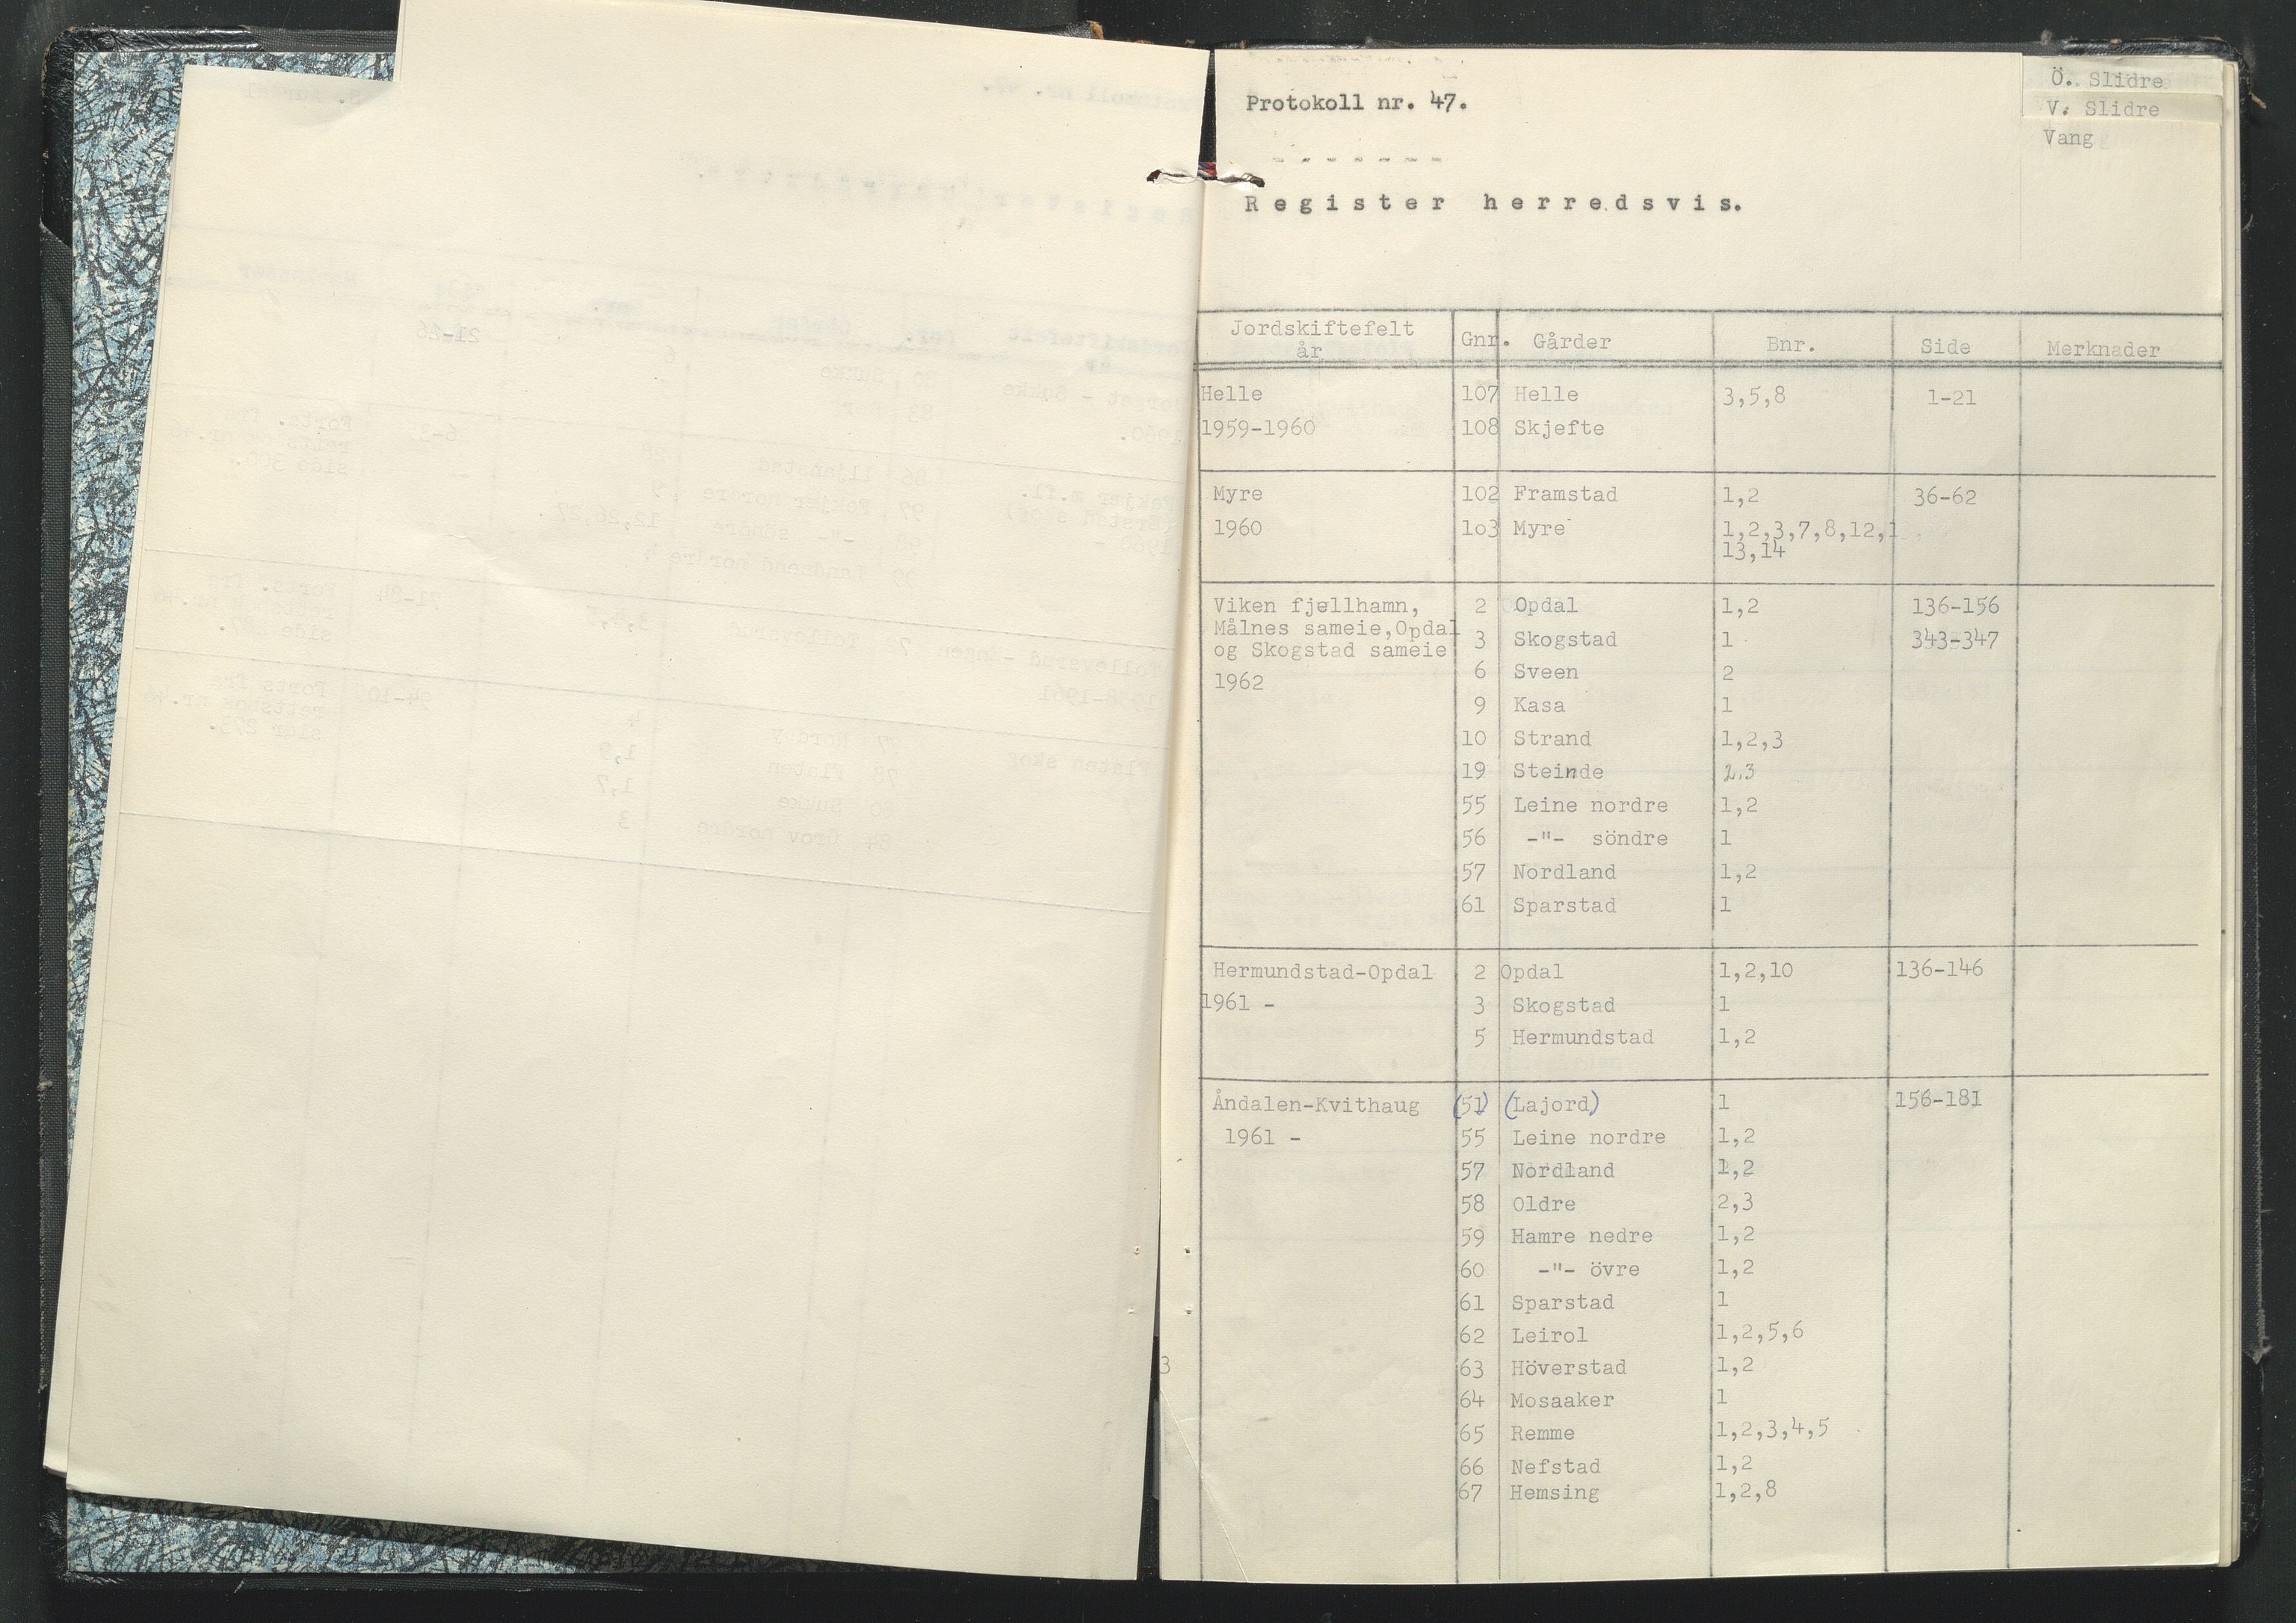 Protokoll nr. 47.
- - - - - - -
Register herredsvis.
Ö. Slidre
V. Slidre
Vang
Jordskiftefelt år Gnr. Gårder Bnr. Side Merknader
Helle 107 Helle 3,5,8 1-21
1959-1960 108 Skjefte
Myre 102 Framstad 1,2 36-62
1960 1o3 Myre 1,2,3,7,8,12,1
13,14
Viken fjellhamn, 2 Opdal 1,2 136-156
Målnes sameie,Opdal
og Skogstad sameie 3 Skogstad 1 343-347
1962 6 Sveen 2
9 Kasa 1
10 Strand 1,2,3
19 Steinde 2,3
55 Leine nordre 1,2
56 -"- söndre 1
57 Nordland 1,2
61 Sparstad 1
Hermundstad-Opdal 2 Opdal 1,2,10 136-146
1961 - 3 Skogstad 1
5 Hermundstad 1,2
Åndalen-Kvithaug (51) (Lajord) 1 156-181
1961 - 55 Leine nordre 1,2
57 Nordland 1,2
58 Oldre 2,3
59 Hamre nedre 1,2
60 -"- övre 1,2
61 Sparstad 1
62 Leirol 1,2,5,6
3 63 Höverstad 1,2
64 Mosaaker 1
65 Remme 1,2,3,4,5
66 Nefstad 1,2
67 Hemsing 1,2,8